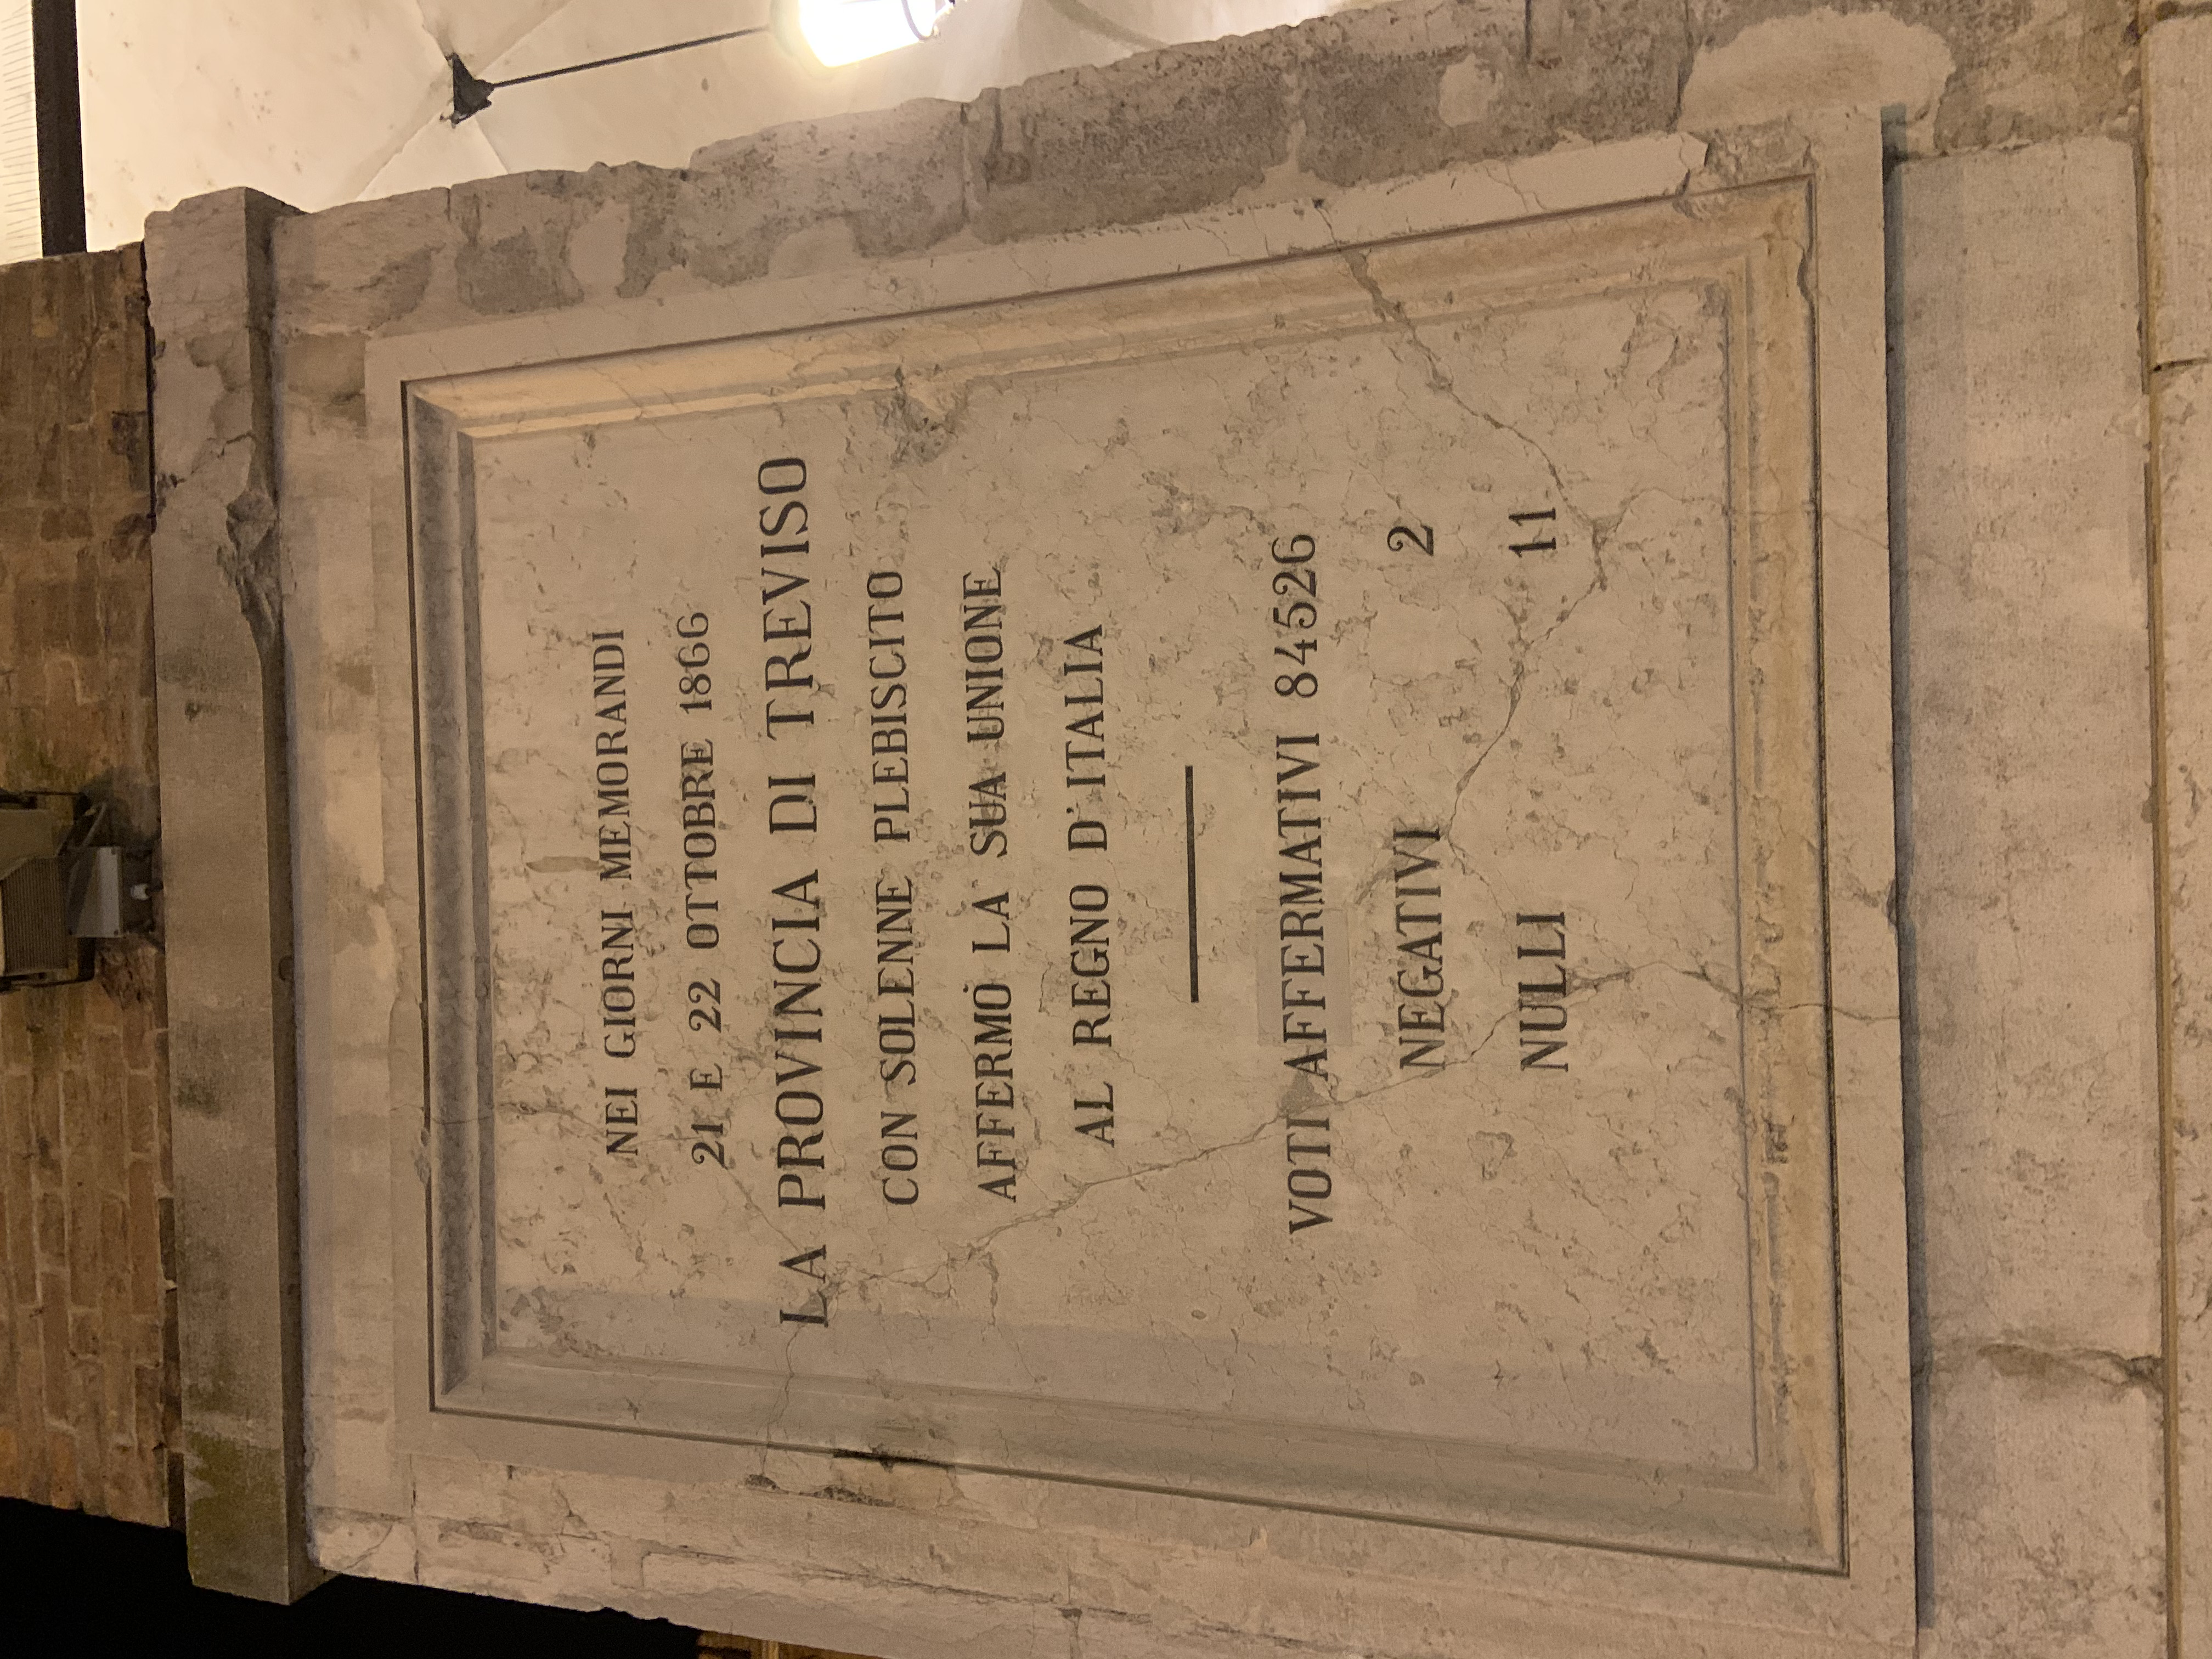 NEI GIORNI MEMORANDI
21 E 22 OTTOBRE 1866
LA PROVINCIA DI TREVISO
CON SOLENNE PLEBISCITO
AFFERMÒ LA SUA UNIONE
AL REGNO D'ITALIA
VOTI AFFERMATIVI 84526
NEGATIVI 2
NULLI 11